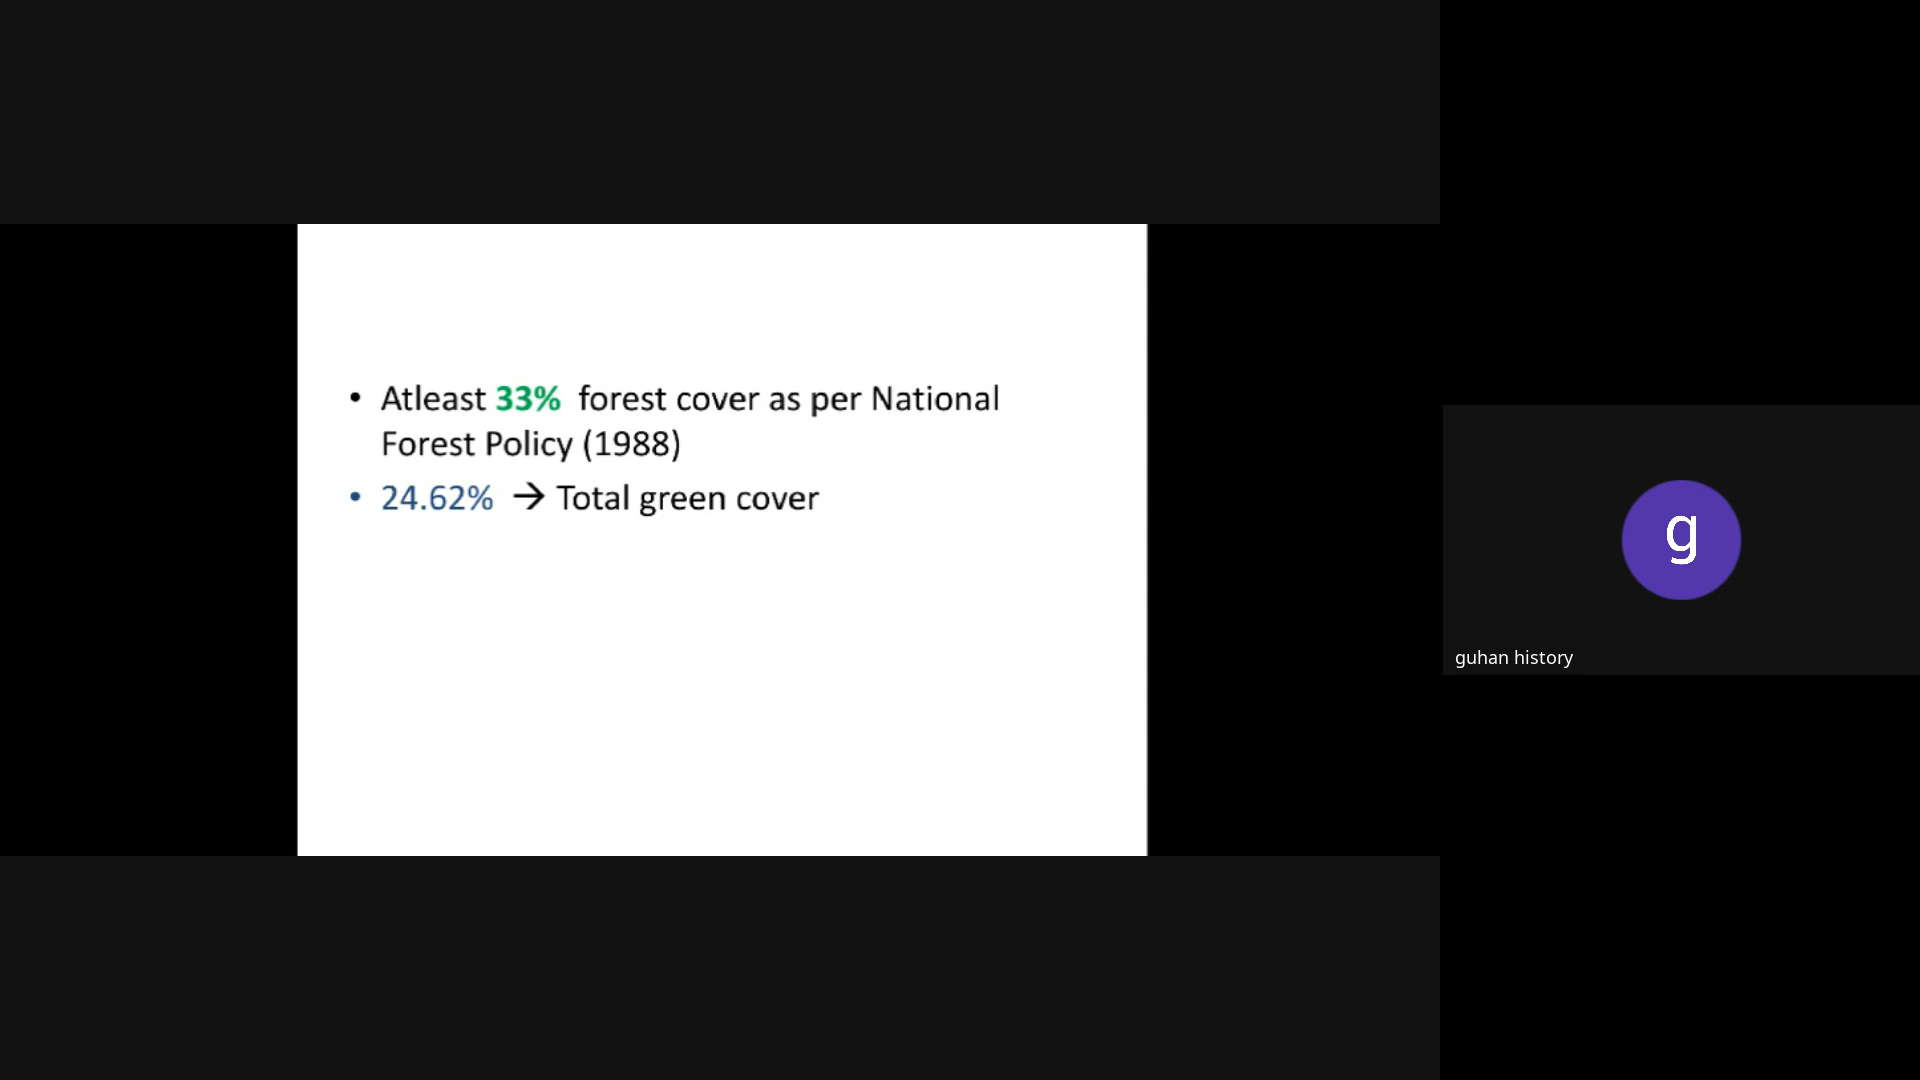 • Atleast 33% forest cover as per National
Forest Policy (1988)
• 24.62% → Total green cover
g
guhan history